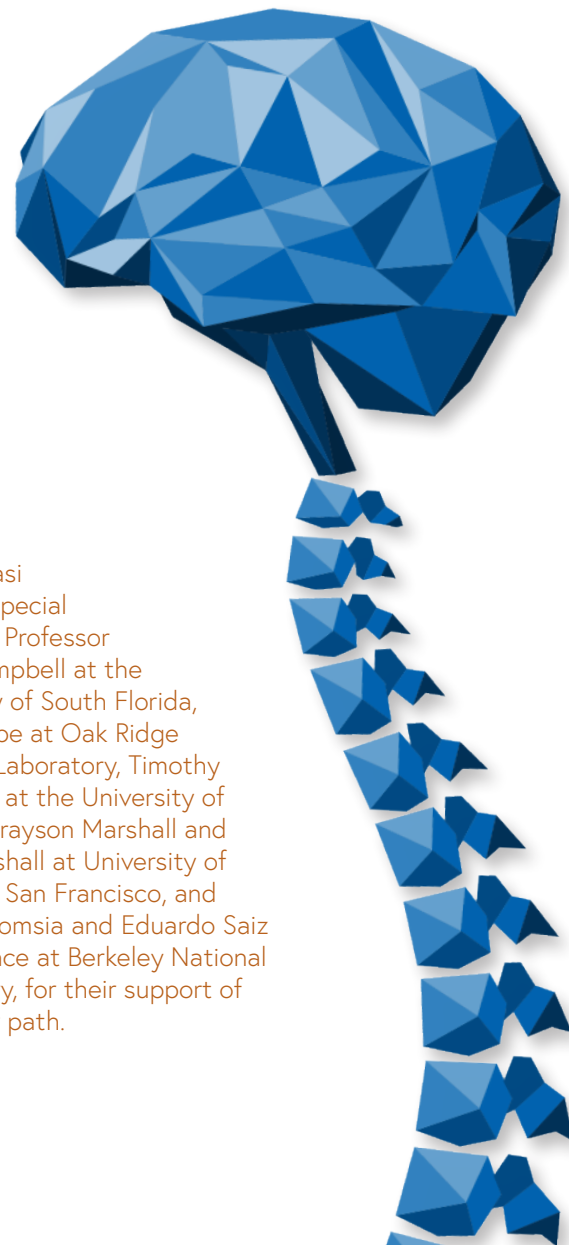 asi
pecial
Professor
mpbell at the
y of South Florida,
pe at Oak Ridge
Laboratory, Timothy
at the University of
rayson Marshall and
shall at University of
San Francisco, and
omsia and Eduardo Saiz
nce at Berkeley National
y, for their support of
path.